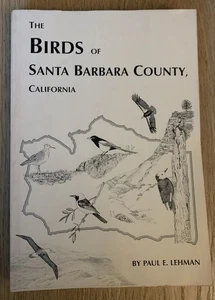 THE
BIRDS OF
SANTA BARBARA COUNTY,
CALIFORNIA
BY PAUL E. LEHMAN